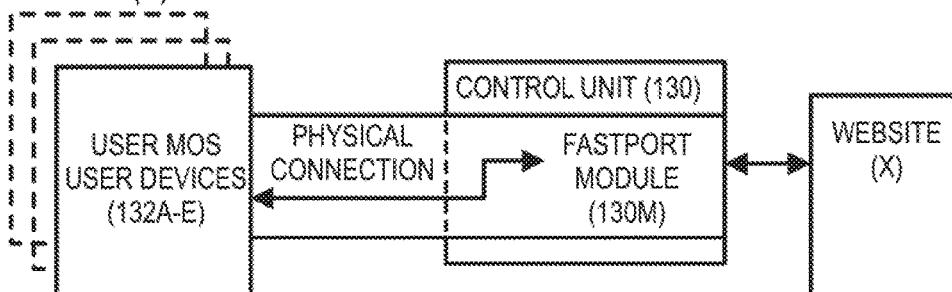 USER MOS
USER DEVICES
(132A-E)
PHYSICAL
CONNECTION
CONTROL UNIT (130)
FASTPORT
MODULE
(130M)
WEBSITE
(X)